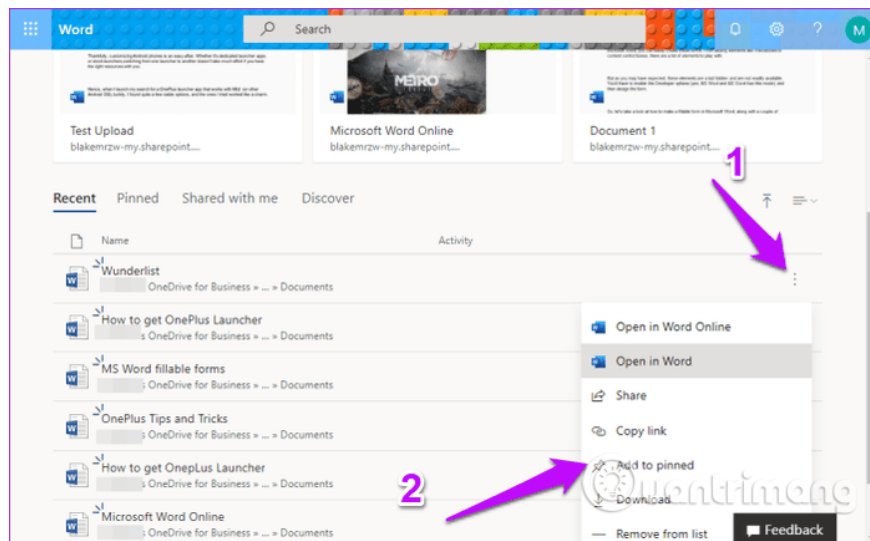 Word
Search
?
M
METRO
Test Upload
blakemrzw-my.sharepoint....
Microsoft Word Online
blakemrzw-my.sharepoint....
Document 1
blakemrzw-my.sharepoint....
1
Recent Pinned Shared with me Discover
Name Activity
Wunderlist
OneDrive for Business » ... » Documents
How to get OnePlus Launcher
s OneDrive for Business » ... » Documents
MS Word fillable forms
s OneDrive for Business » ... » Documents
OnePlus Tips and Tricks
s OneDrive for Business » ... » Documents
How to get OnepLus Launcher
s OneDrive for Business » ... » Documents
Microsoft Word Online
s OneDrive for Business » ... » Documents
Open in Word Online
Open in Word
Share
Copy link
Add to pinned
2
Download
Remove from list
Quantrimang
Feedback